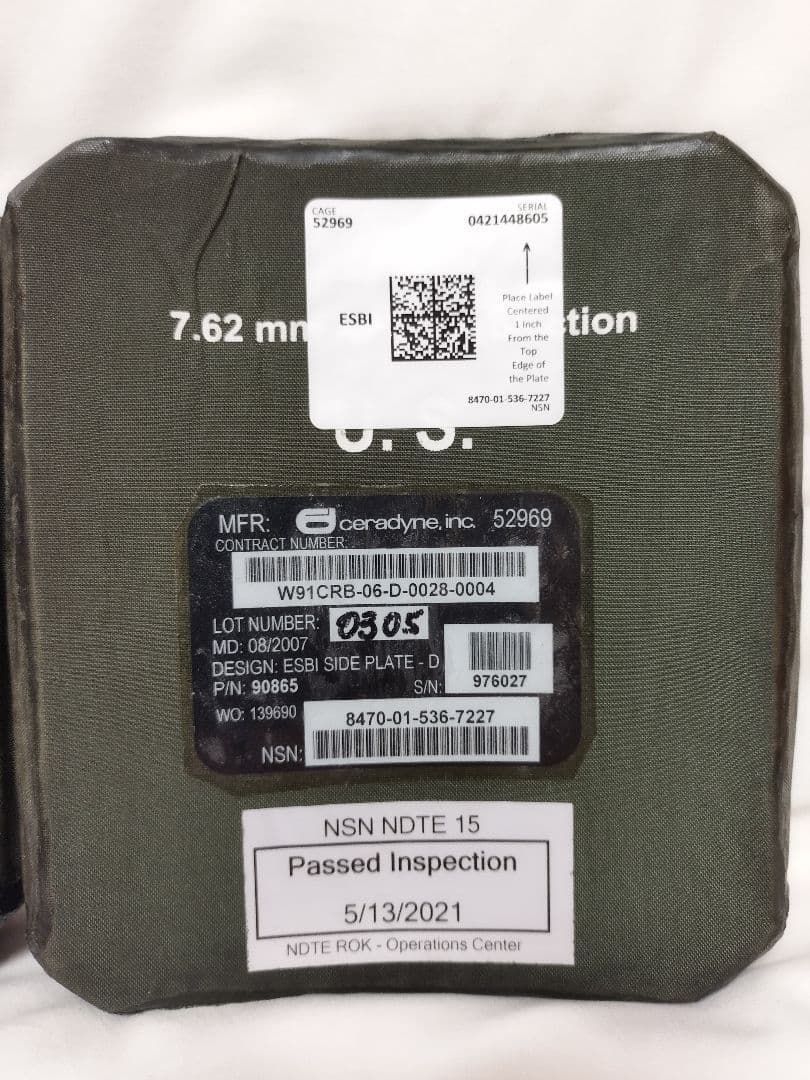 CAGE
52969
SERIAL
0421448605
ESBI
Place Label
Centered
1 Inch
From the
Top
Edge of
the Plate
8470-01-536-7227
NSN
7.62 mm
U. S.
MFR: ceradyne, inc. 52969
CONTRACT NUMBER:
W91CRB-06-D-0028-0004
LOT NUMBER: 0305
MD: 08/2007
DESIGN: ESBI SIDE PLATE - D
P/N: 90865
S/N: 976027
WO: 139690
NSN: 8470-01-536-7227
NSN NDTE 15
Passed Inspection
5/13/2021
NDTE ROK - Operations Center